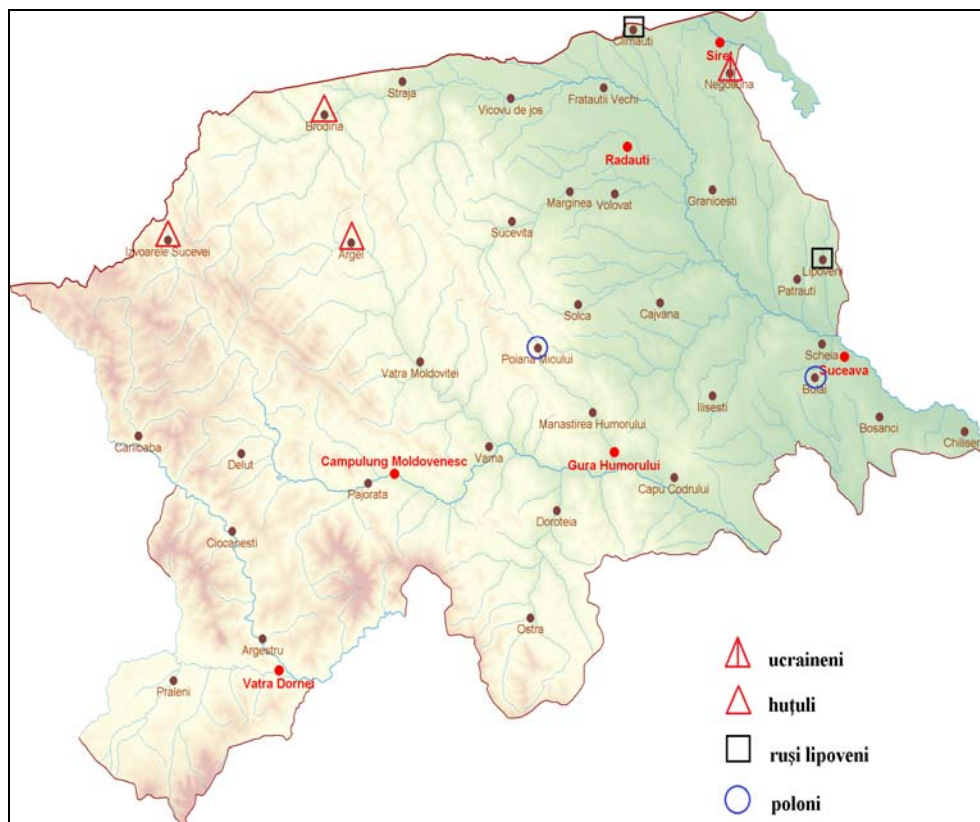 Climauti
Siret
Negostina
Straja
Vicovu de jos
Fratautii Vechi
Brodina
Radauti
Marginea
Volovat
Granicesti
Sucevita
Izvoarele Sucevei
Argel
Lipoveni
Patrauti
Solca
Cajvana
Poiana Micului
Scheia
Suceava
Vatra Moldovitei
Bulai
Ilisesti
Manastirea Humorului
Bosanci
Carlibaba
Chiliseni
Delut
Campulung Moldovenesc
Vama
Gura Humorului
Pajorata
Capu Codrului
Doroteia
Ciocanesti
Ostra
Argestru
Vatra Dornei
Praleni
ucraineni
huțuli
ruși lipoveni
poloni